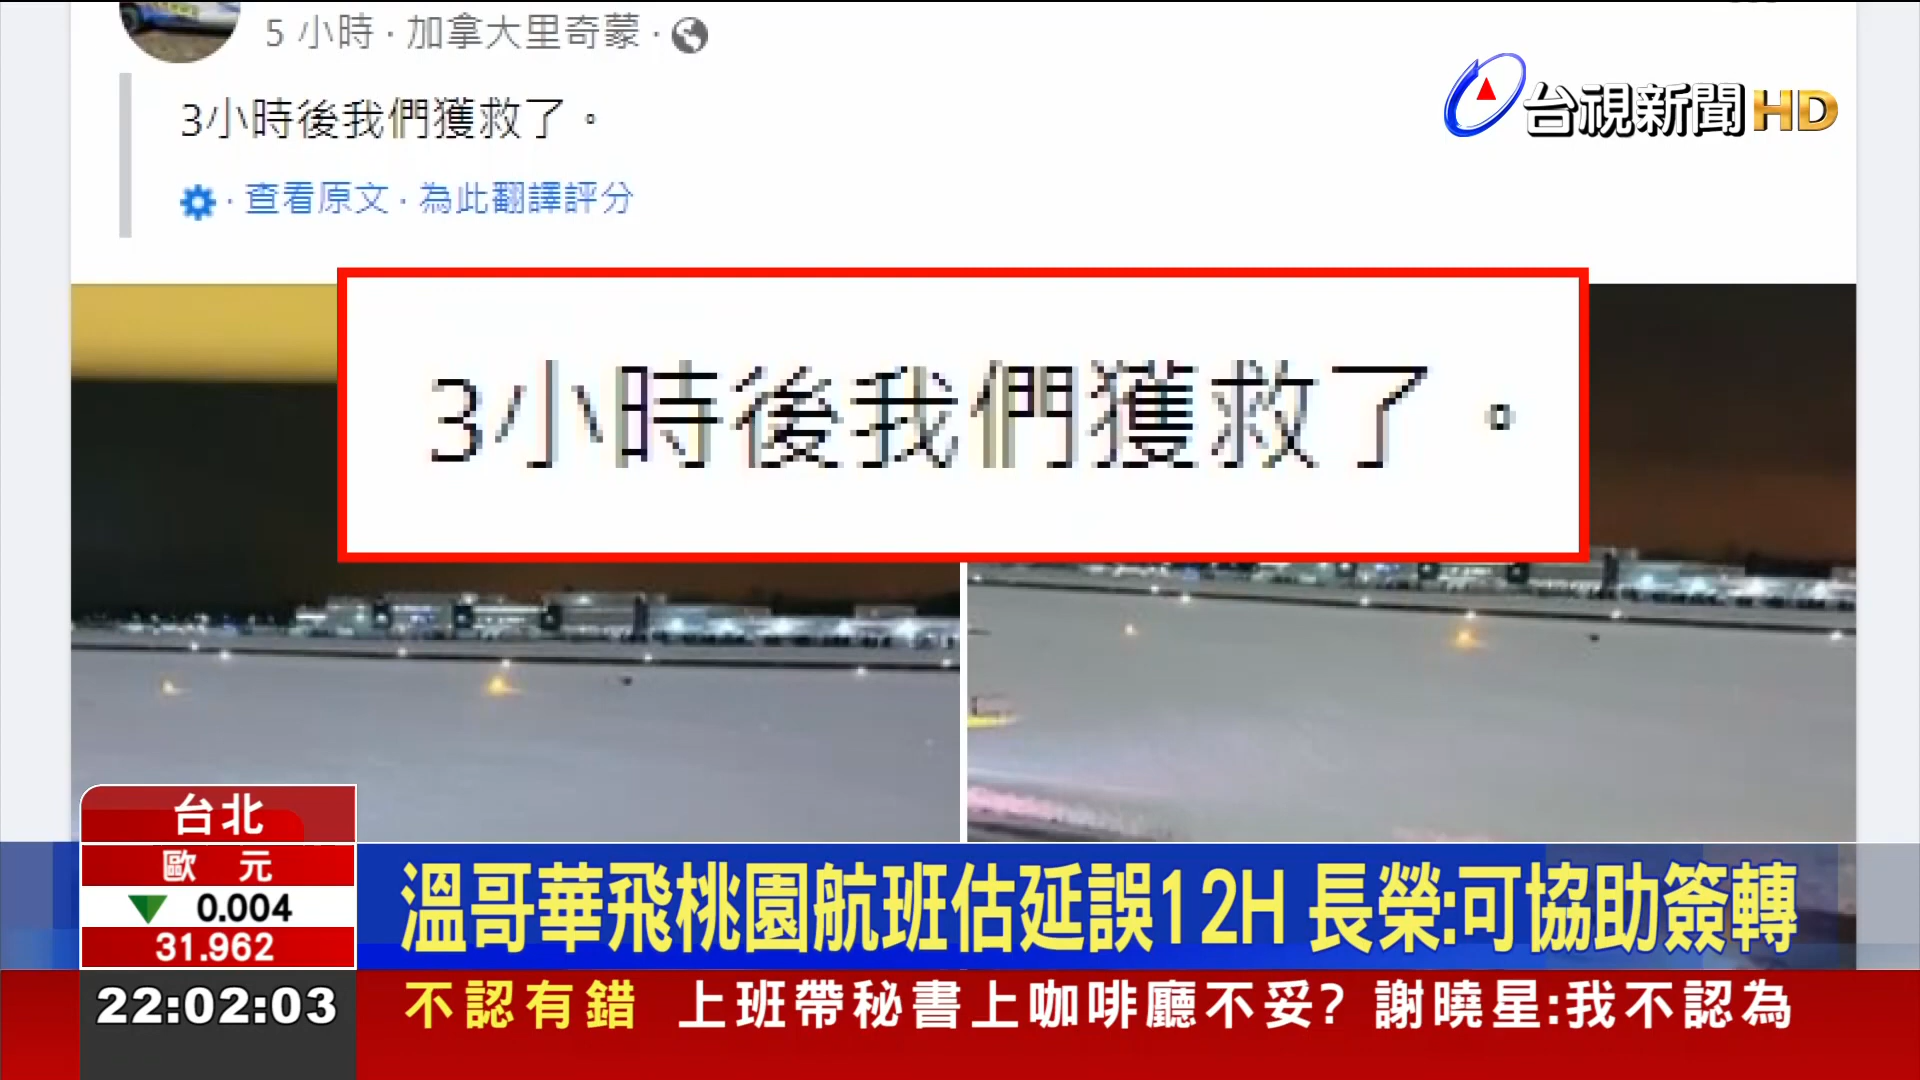 5 小時 · 加拿大里奇蒙 ·
台視新聞HD
3小時後我們獲救了。
· 查看原文 · 為此翻譯評分
3小時後我們獲救了。
台北
歐 元
0.004
31.962
溫哥華飛桃園航班估延誤12H 長榮:可協助簽轉
22:02:03
不認有錯 上班帶秘書上咖啡廳不妥? 謝曉星:我不認為